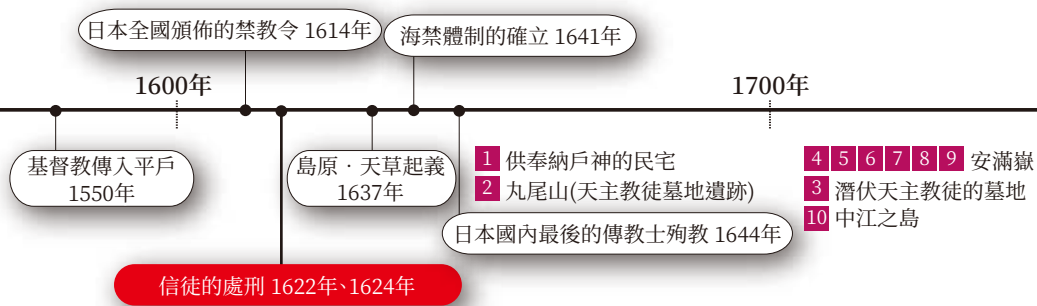 日本全國頒佈的禁教令 1614年
海禁體制的確立 1641年
1600年
1700年
基督教傳入平戶
1550年
島原‧天草起義
1637年
1 供奉納戶神的民宅
2 丸尾山(天主教徒墓地遺跡)
4 5 6 7 8 9 安滿嶽
3 潛伏天主教徒的墓地
10 中江之島
日本國內最後的傳教士殉教 1644年
信徒的處刑 1622年、1624年